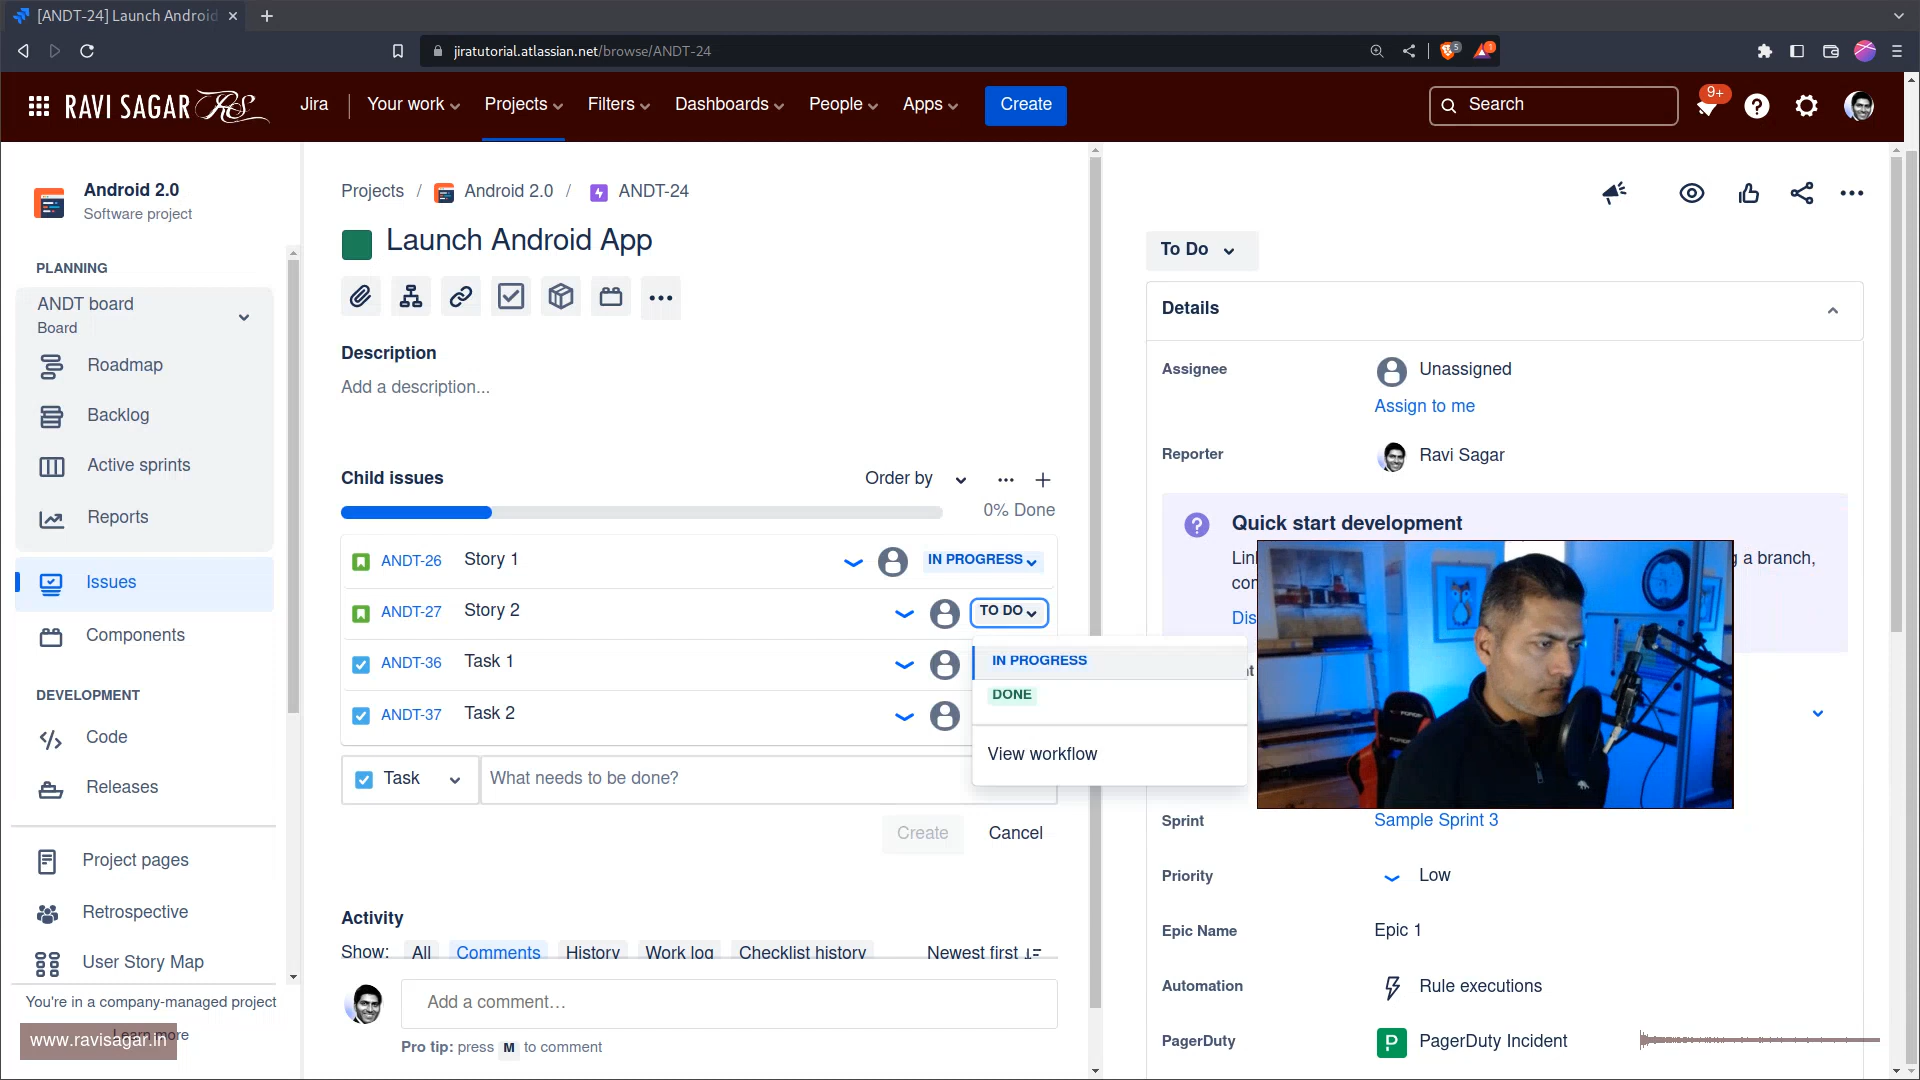 [ANDT-24] Launch Android
jiratutorial.atlassian.net/browse/ANDT-24
5
1
RAVI SAGAR RS
Jira
Your work
Projects
Filters
Dashboards
People
Apps
Create
Search
9+
Android 2.0
Software project
PLANNING
ANDT board
Board
Roadmap
Backlog
Active sprints
Reports
Issues
Components
DEVELOPMENT
Code
Releases
Project pages
Retrospective
User Story Map
You're in a company-managed project
Learn more
www.ravisagar.in
Projects / Android 2.0 / ANDT-24
Launch Android App
Description
Add a description...
Child issues
Order by
0% Done
ANDT-26 Story 1 IN PROGRESS
ANDT-27 Story 2 TO DO
ANDT-36 Task 1
ANDT-37 Task 2
IN PROGRESS
DONE
View workflow
Task
What needs to be done?
Create
Cancel
Activity
Show: All Comments History Work log Checklist history Newest first
Add a comment…
Pro tip: press M to comment
To Do
Details
Assignee Unassigned
Assign to me
Reporter Ravi Sagar
Quick start development
g a branch,
Sprint Sample Sprint 3
Priority Low
Epic Name Epic 1
Automation Rule executions
PagerDuty P PagerDuty Incident